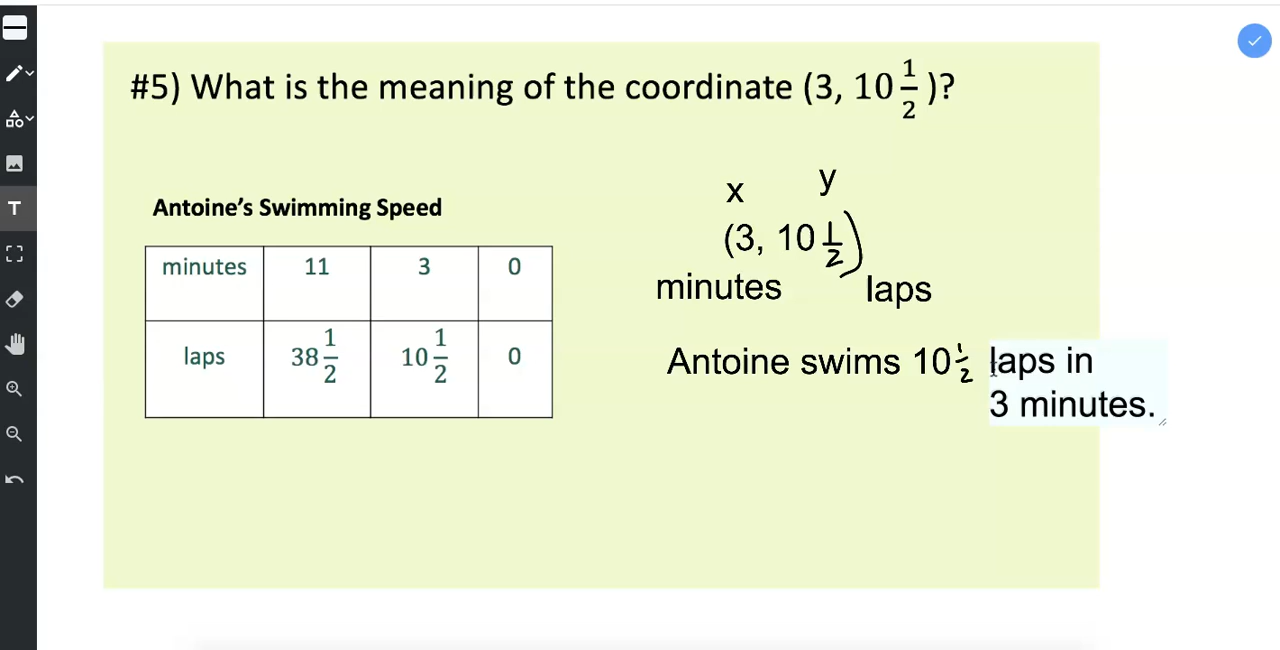 #5) What is the meaning of the coordinate (3, 10 1/2)?
Antoine's Swimming Speed
minutes 11 3 0
laps 38 1/2 10 1/2 0
x y
(3, 10 1/2)
minutes laps
Antoine swims 10 1/2 laps in
3 minutes.
T